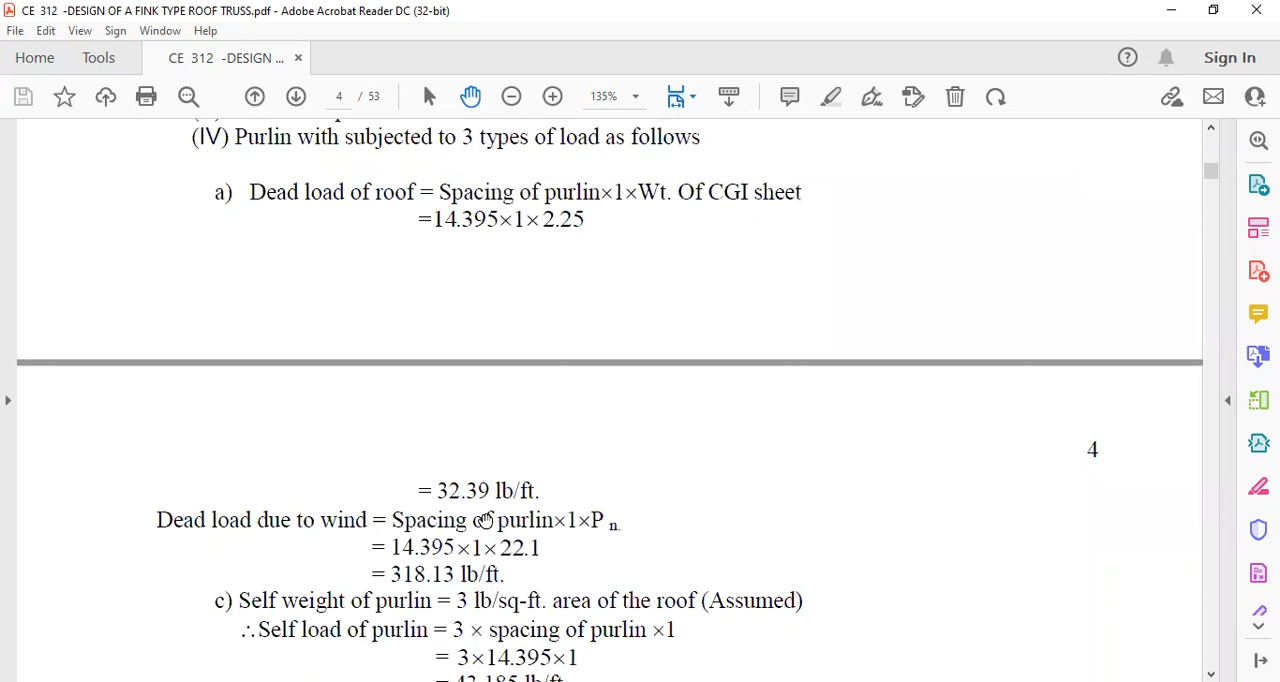 CE 312 -DESIGN OF A FINK TYPE ROOF TRUSS.pdf - Adobe Acrobat Reader DC (32-bit)
File Edit View Sign Window Help
Home Tools CE 312 -DESIGN ... × Sign In
4 / 53 135%
(IV) Purlin with subjected to 3 types of load as follows
a) Dead load of roof = Spacing of purlin×1×Wt. Of CGI sheet
=14.395×1×2.25
4
= 32.39 lb/ft.
Dead load due to wind = Spacing of purlin×1×P n.
= 14.395×1×22.1
= 318.13 lb/ft.
c) Self weight of purlin = 3 lb/sq-ft. area of the roof (Assumed)
∴Self load of purlin = 3 × spacing of purlin ×1
= 3×14.395×1
= 43.185 lb/ft